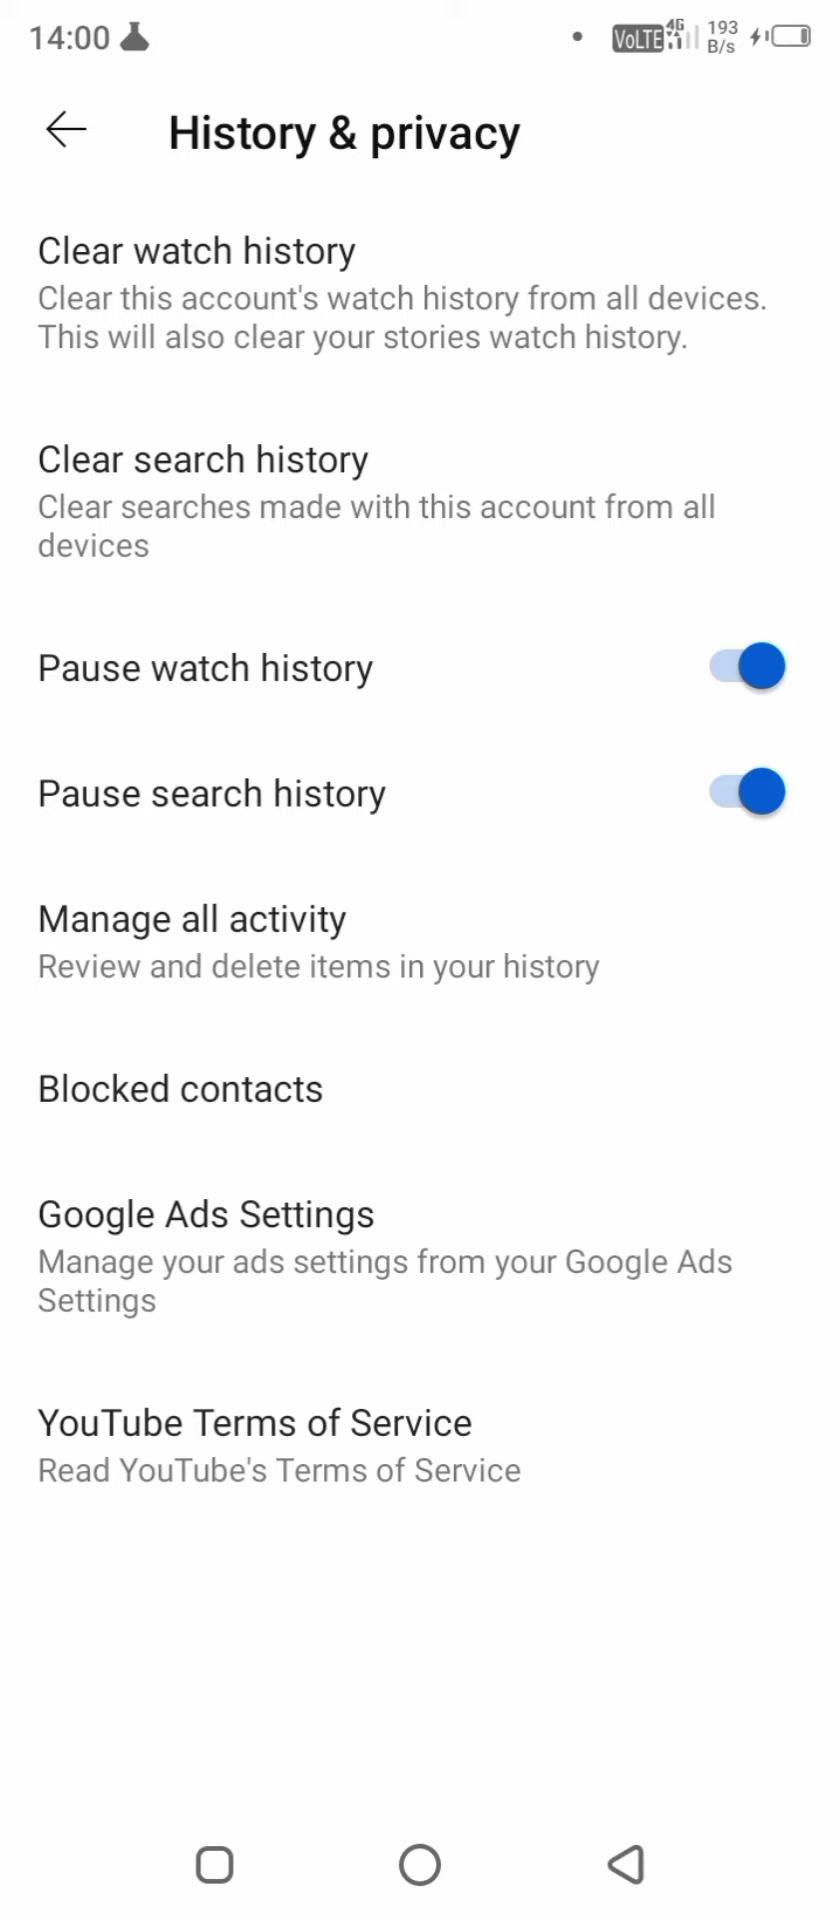 14:00
VoLTE 4G 193 B/s
History & privacy
Clear watch history
Clear this account's watch history from all devices.
This will also clear your stories watch history.
Clear search history
Clear searches made with this account from all
devices
Pause watch history
Pause search history
Manage all activity
Review and delete items in your history
Blocked contacts
Google Ads Settings
Manage your ads settings from your Google Ads
Settings
YouTube Terms of Service
Read YouTube's Terms of Service